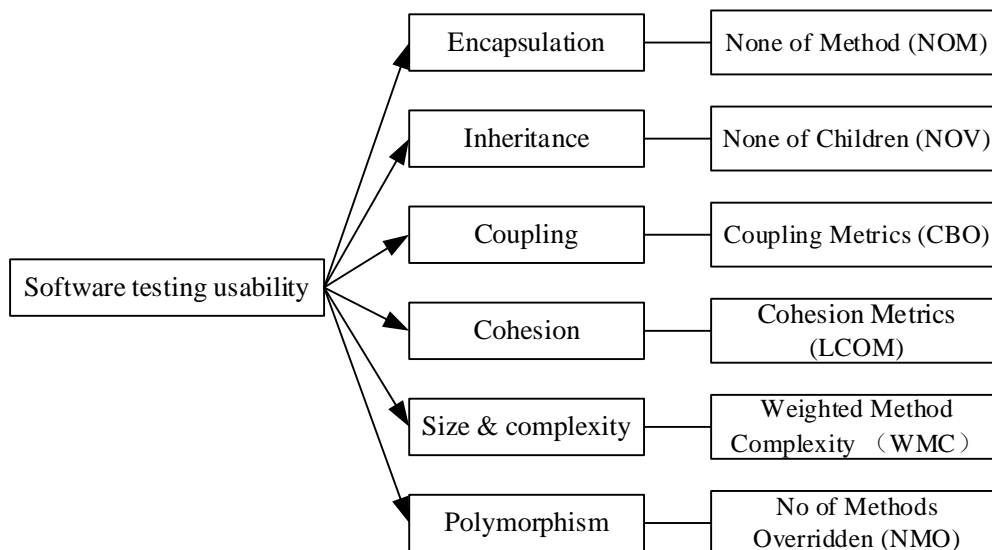 Encapsulation
None of Method (NOM)
Inheritance
None of Children (NOV)
Coupling
Coupling Metrics (CBO)
Software testing usability
Cohesion
Cohesion Metrics
(LCOM)
Size & complexity
Weighted Method
Complexity （WMC）
Polymorphism
No of Methods
Overridden (NMO)